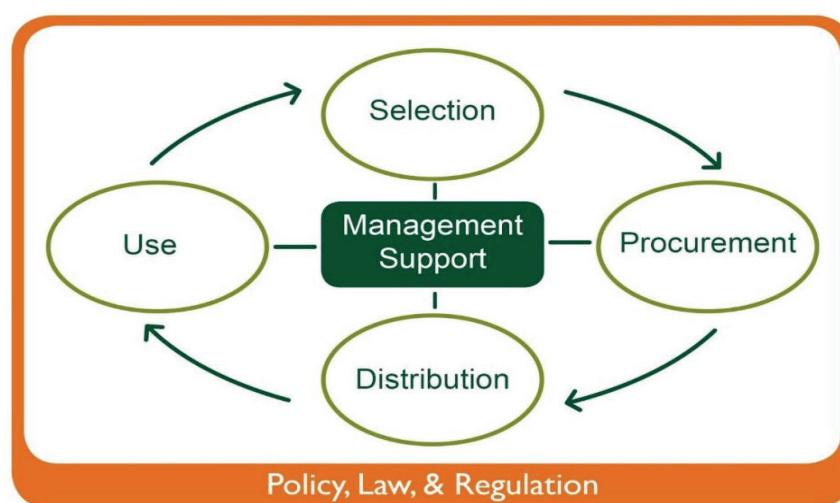 Selection
Use
Management
Support
Procurement
Distribution
Policy, Law, & Regulation